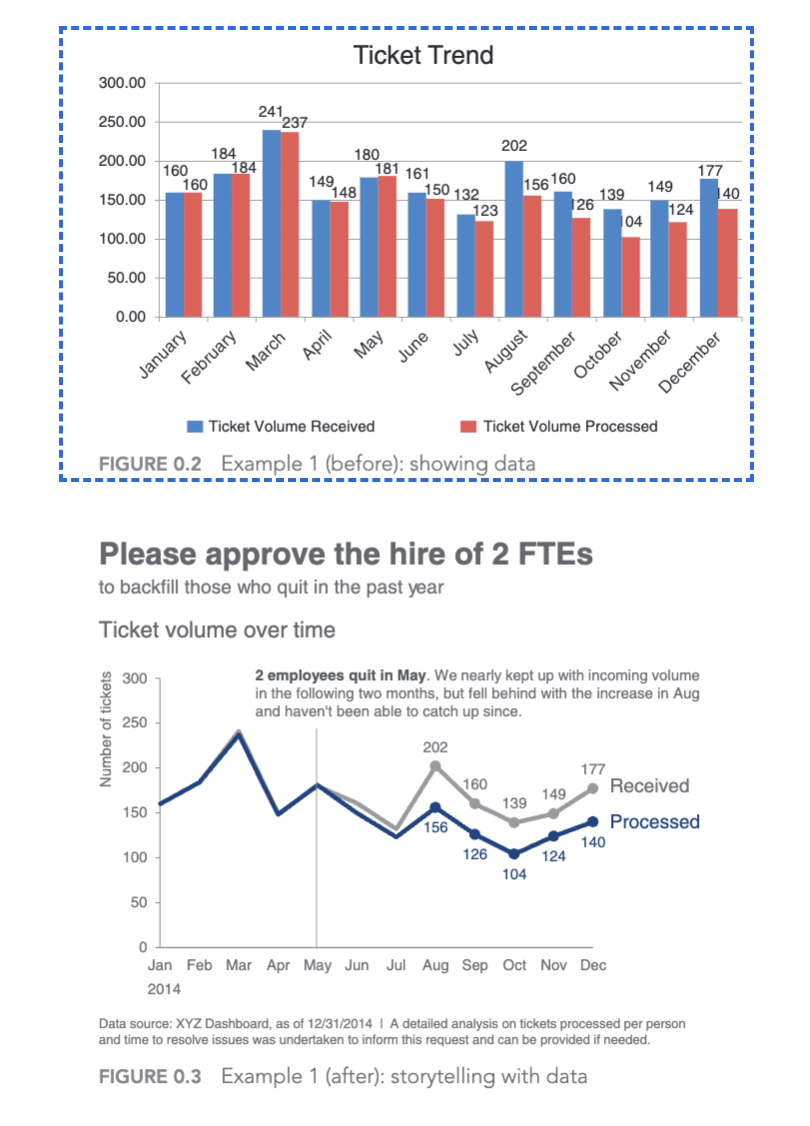 Ticket Trend
300.00
250.00
200.00
150.00
100.00
50.00
0.00
160
160
184
184
241
237
149
148
180
181
161
150
132
123
202
156
160
126
139
104
149
124
177
140
January
February
March
April
May
June
July
August
September
October
November
December
Ticket Volume Received
Ticket Volume Processed
FIGURE 0.2 Example 1 (before): showing data
Please approve the hire of 2 FTEs
to backfill those who quit in the past year
Ticket volume over time
Number of tickets
300
250
200
150
100
50
0
2 employees quit in May. We nearly kept up with incoming volume
in the following two months, but fell behind with the increase in Aug
and haven't been able to catch up since.
202
160
139
149
177
Received
156
126
104
124
140
Processed
Jan Feb Mar Apr May Jun Jul Aug Sep Oct Nov Dec
2014
Data source: XYZ Dashboard, as of 12/31/2014 | A detailed analysis on tickets processed per person
and time to resolve issues was undertaken to inform this request and can be provided if needed.
FIGURE 0.3 Example 1 (after): storytelling with data